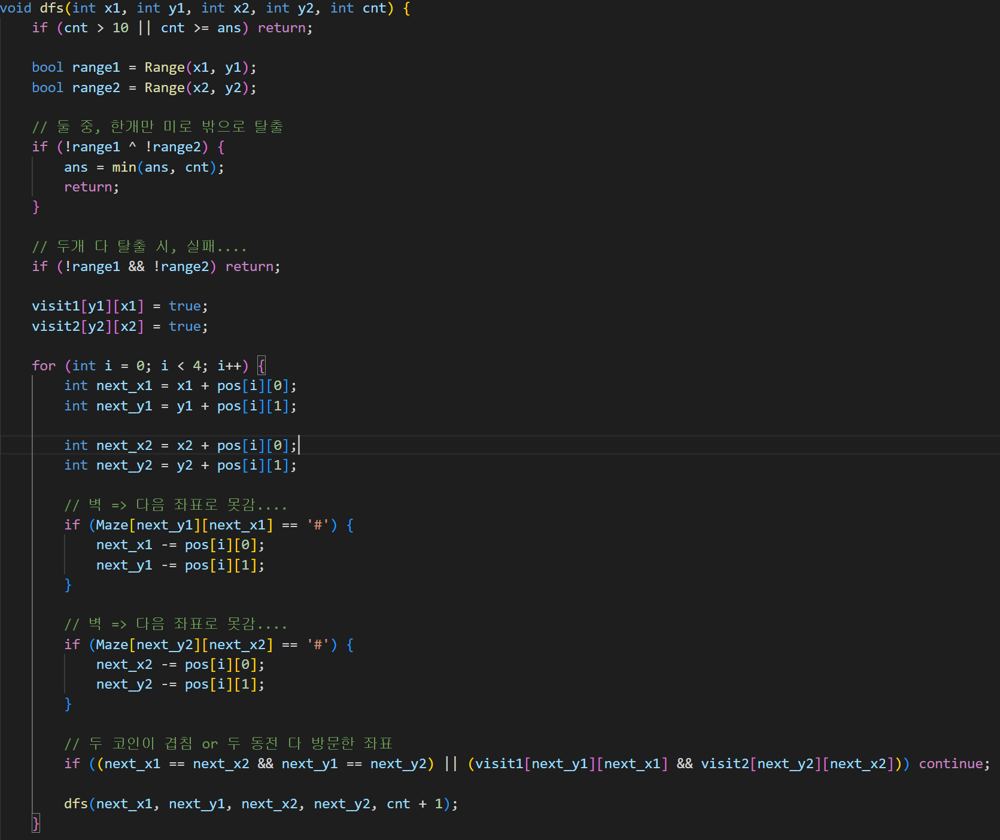 void dfs(int x1, int y1, int x2, int y2, int cnt) {
    if (cnt > 10 || cnt >= ans) return;

    bool range1 = Range(x1, y1);
    bool range2 = Range(x2, y2);

    // 둘 중, 한개만 미로 밖으로 탈출
    if (!range1 ^ !range2) {
        ans = min(ans, cnt);
        return;
    }

    // 두개 다 탈출 시, 실패....
    if (!range1 && !range2) return;

    visit1[y1][x1] = true;
    visit2[y2][x2] = true;

    for (int i = 0; i < 4; i++) {
        int next_x1 = x1 + pos[i][0];
        int next_y1 = y1 + pos[i][1];

        int next_x2 = x2 + pos[i][0];
        int next_y2 = y2 + pos[i][1];

        // 벽 => 다음 좌표로 못감....
        if (Maze[next_y1][next_x1] == '#') {
            next_x1 -= pos[i][0];
            next_y1 -= pos[i][1];
        }

        // 벽 => 다음 좌표로 못감....
        if (Maze[next_y2][next_x2] == '#') {
            next_x2 -= pos[i][0];
            next_y2 -= pos[i][1];
        }

        // 두 코인이 겹침 or 두 동전 다 방문한 좌표
        if ((next_x1 == next_x2 && next_y1 == next_y2) || (visit1[next_y1][next_x1] && visit2[next_y2][next_x2])) continue;

        dfs(next_x1, next_y1, next_x2, next_y2, cnt + 1);
    }